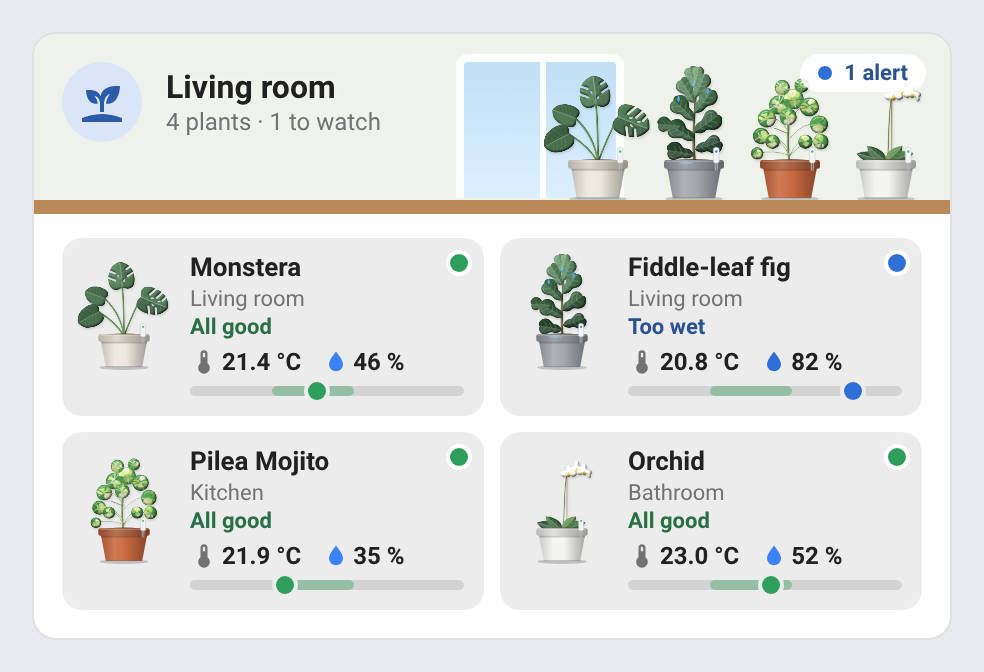 Living room
4 plants · 1 to watch
1 alert
Monstera
Living room
All good
21.4 °C 46 %
Fiddle-leaf fig
Living room
Too wet
20.8 °C 82 %
Pilea Mojito
Kitchen
All good
21.9 °C 35 %
Orchid
Bathroom
All good
23.0 °C 52 %